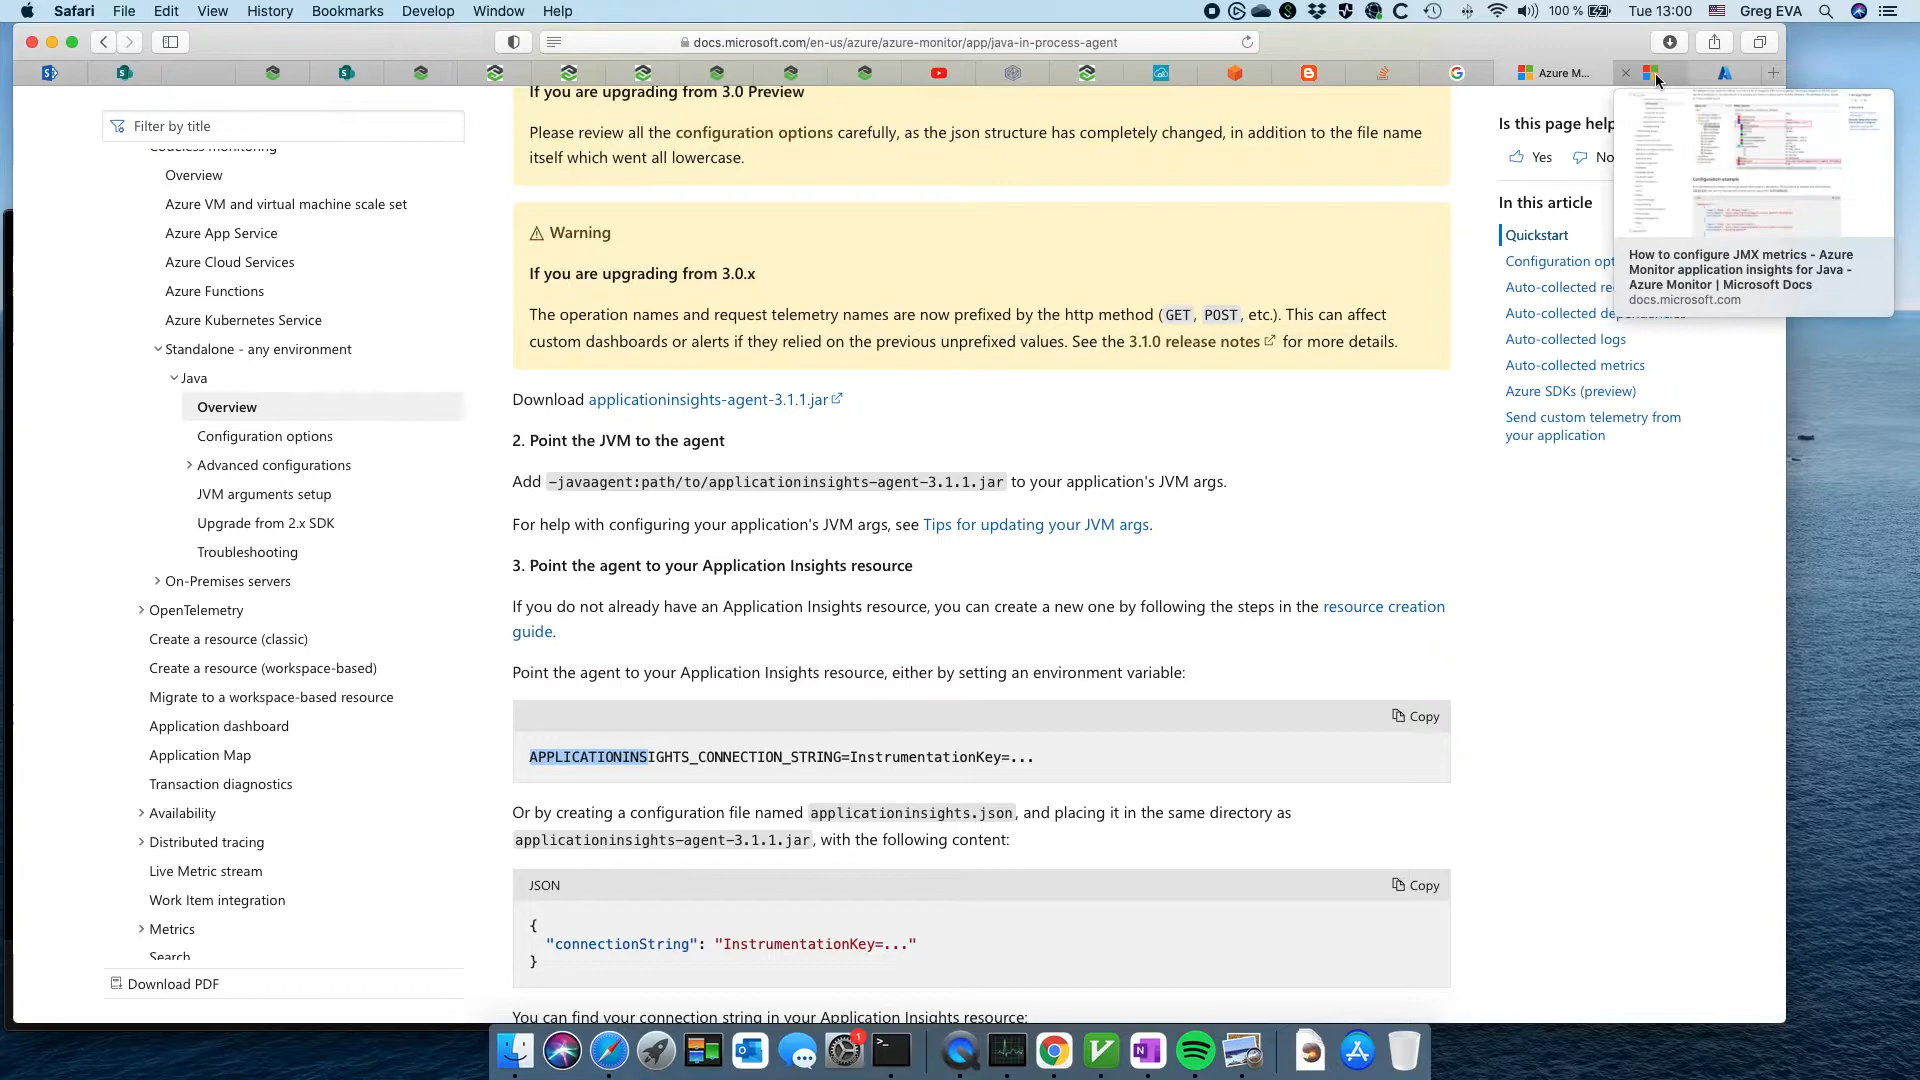 Safari File Edit View History Bookmarks Develop Window Help
100 % Tue 13:00 Greg EVA
docs.microsoft.com/en-us/azure/azure-monitor/app/java-in-process-agent
Azure M...
Filter by title
Codeless monitoring
Overview
Azure VM and virtual machine scale set
Azure App Service
Azure Cloud Services
Azure Functions
Azure Kubernetes Service
Standalone - any environment
Java
Overview
Configuration options
Advanced configurations
JVM arguments setup
Upgrade from 2.x SDK
Troubleshooting
On-Premises servers
OpenTelemetry
Create a resource (classic)
Create a resource (workspace-based)
Migrate to a workspace-based resource
Application dashboard
Application Map
Transaction diagnostics
Availability
Distributed tracing
Live Metric stream
Work Item integration
Metrics
Search
Download PDF
If you are upgrading from 3.0 Preview
Please review all the configuration options carefully, as the json structure has completely changed, in addition to the file name
itself which went all lowercase.
Warning
If you are upgrading from 3.0.x
The operation names and request telemetry names are now prefixed by the http method (GET, POST, etc.). This can affect
custom dashboards or alerts if they relied on the previous unprefixed values. See the 3.1.0 release notes for more details.
Download applicationinsights-agent-3.1.1.jar
2. Point the JVM to the agent
Add -javaagent:path/to/applicationinsights-agent-3.1.1.jar to your application's JVM args.
For help with configuring your application's JVM args, see Tips for updating your JVM args.
3. Point the agent to your Application Insights resource
If you do not already have an Application Insights resource, you can create a new one by following the steps in the resource creation
guide.
Point the agent to your Application Insights resource, either by setting an environment variable:
Copy
APPLICATIONINSIGHTS_CONNECTION_STRING=InstrumentationKey=...
Or by creating a configuration file named applicationinsights.json, and placing it in the same directory as
applicationinsights-agent-3.1.1.jar, with the following content:
JSON Copy
{
"connectionString": "InstrumentationKey=..."
}
You can find your connection string in your Application Insights resource:
Is this page help
Yes No
In this article
Quickstart
Configuration opt
Auto-collected re
Auto-collected dependencies
Auto-collected logs
Auto-collected metrics
Azure SDKs (preview)
Send custom telemetry from
your application
Configuration example
How to configure JMX metrics - Azure
Monitor application insights for Java -
Azure Monitor | Microsoft Docs
docs.microsoft.com
1